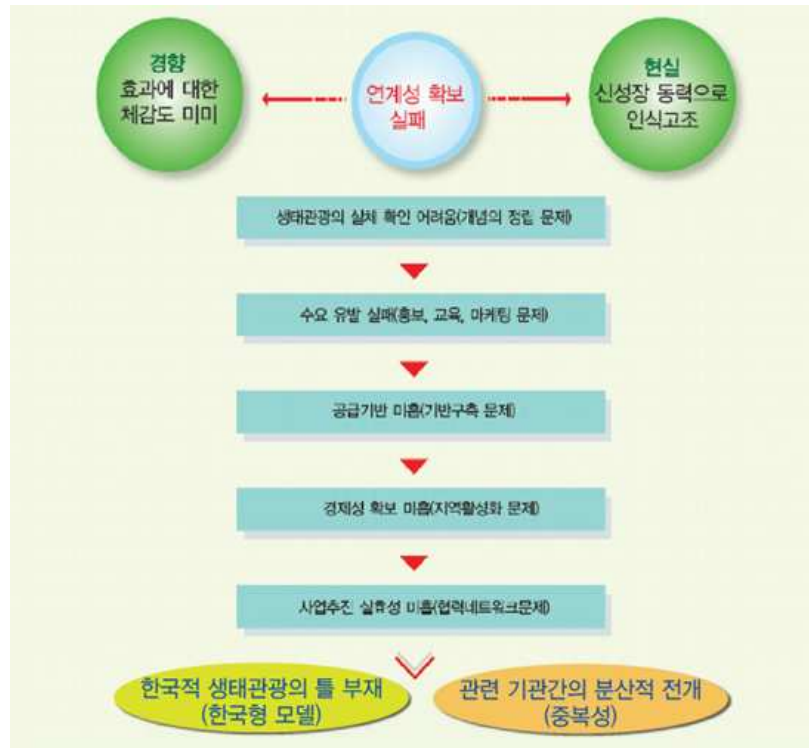 경향
효과에 대한
체감도 미미
연계성 확보
실패
현실
신성장 동력으로
인식고조
생태관광의 실체 확인 어려움(개념의 정립 문제)
수요 유발 실패(홍보, 교육, 마케팅 문제)
공급기반 미흡(기반구축 문제)
경제성 확보 미흡(지역활성화 문제)
사업추진 실효성 미흡(협력네트워크문제)
한국적 생태관광의 틀 부재
(한국형 모델)
관련 기관간의 분산적 전개
(중복성)